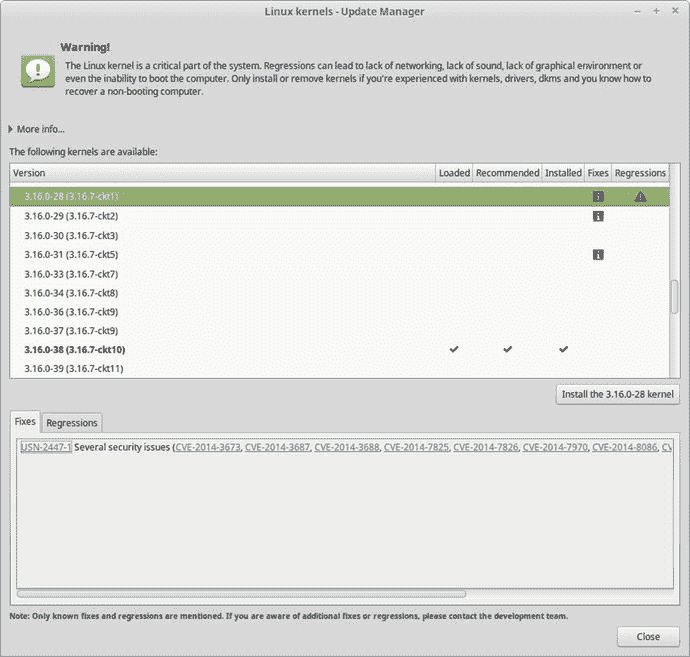 Linux kernels - Update Manager
Warning!
The Linux kernel is a critical part of the system. Regressions can lead to lack of networking, lack of sound, lack of graphical environment or
even the inability to boot the computer. Only install or remove kernels if you're experienced with kernels, drivers, dkms and you know how to
recover a non-booting computer.
More info...
The following kernels are available:
Version Loaded Recommended Installed Fixes Regressions
3.16.0-28 (3.16.7-ckt1)
3.16.0-29 (3.16.7-ckt2)
3.16.0-30 (3.16.7-ckt3)
3.16.0-31 (3.16.7-ckt5)
3.16.0-33 (3.16.7-ckt7)
3.16.0-34 (3.16.7-ckt8)
3.16.0-36 (3.16.7-ckt9)
3.16.0-37 (3.16.7-ckt9)
3.16.0-38 (3.16.7-ckt10)
3.16.0-39 (3.16.7-ckt11)
Install the 3.16.0-28 kernel
Fixes Regressions
USN-2447-1 Several security issues (CVE-2014-3673, CVE-2014-3687, CVE-2014-3688, CVE-2014-7825, CVE-2014-7826, CVE-2014-7970, CVE-2014-8086, CV
Note: Only known fixes and regressions are mentioned. If you are aware of additional fixes or regressions, please contact the development team.
Close